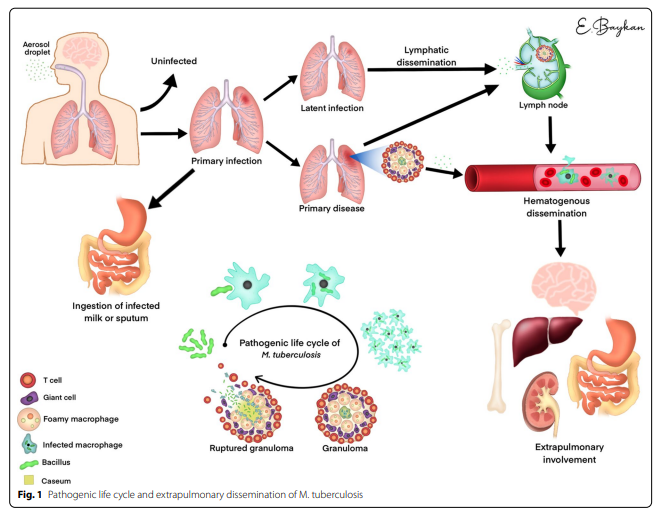 E. Baykan
Aerosol
droplet
Uninfected
Lymphatic
dissemination
Latent infection
Lymph node
Primary infection
Primary disease
Hematogenous
dissemination
Ingestion of infected
milk or sputum
Pathogenic life cycle of
M. tuberculosis
T cell
Giant cell
Foamy macrophage
Infected macrophage
Bacillus
Caseum
Ruptured granuloma
Granuloma
Extrapulmonary
involvement
Fig. 1 Pathogenic life cycle and extrapulmonary dissemination of M. tuberculosis